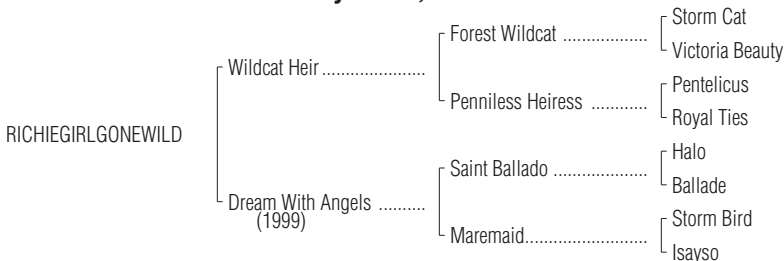 Storm Cat
Forest Wildcat ....................
Victoria Beauty
Wildcat Heir ......................
Pentelicus
Penniless Heiress .............
Royal Ties
RICHIEGIRLGONEWILD
Halo
Saint Ballado ......................
Ballade
Dream With Angels ..........
(1999)
Storm Bird
Maremaid............................
Isayso